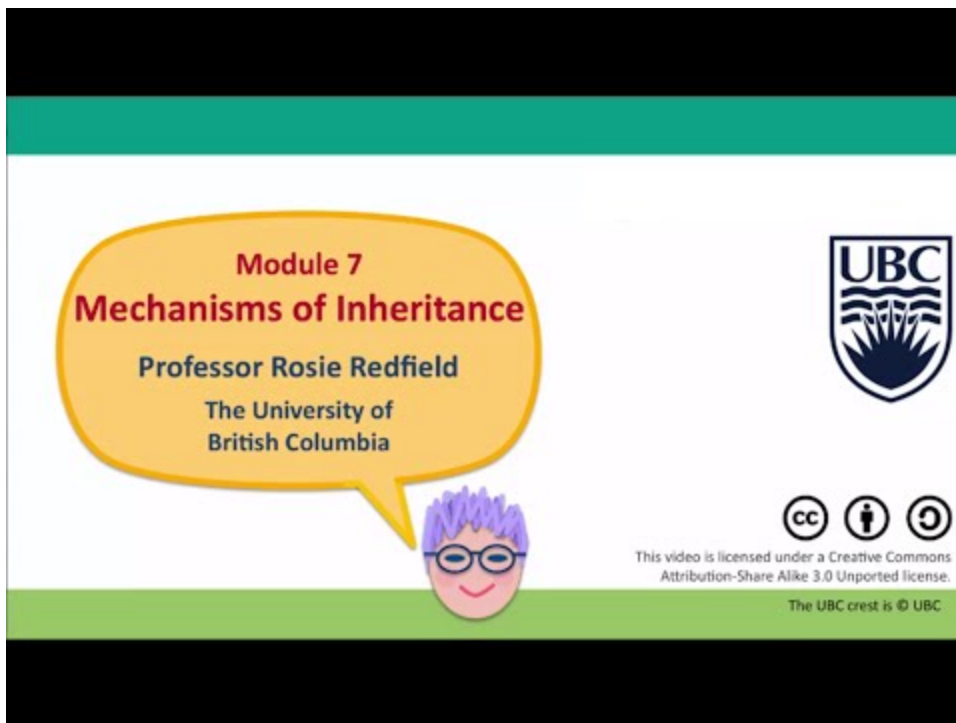 Module 7
Mechanisms of Inheritance
Professor Rosie Redfield
The University of
British Columbia
UBC
cc
This video is licensed under a Creative Commons
Attribution-Share Alike 3.0 Unported license.
The UBC crest is © UBC